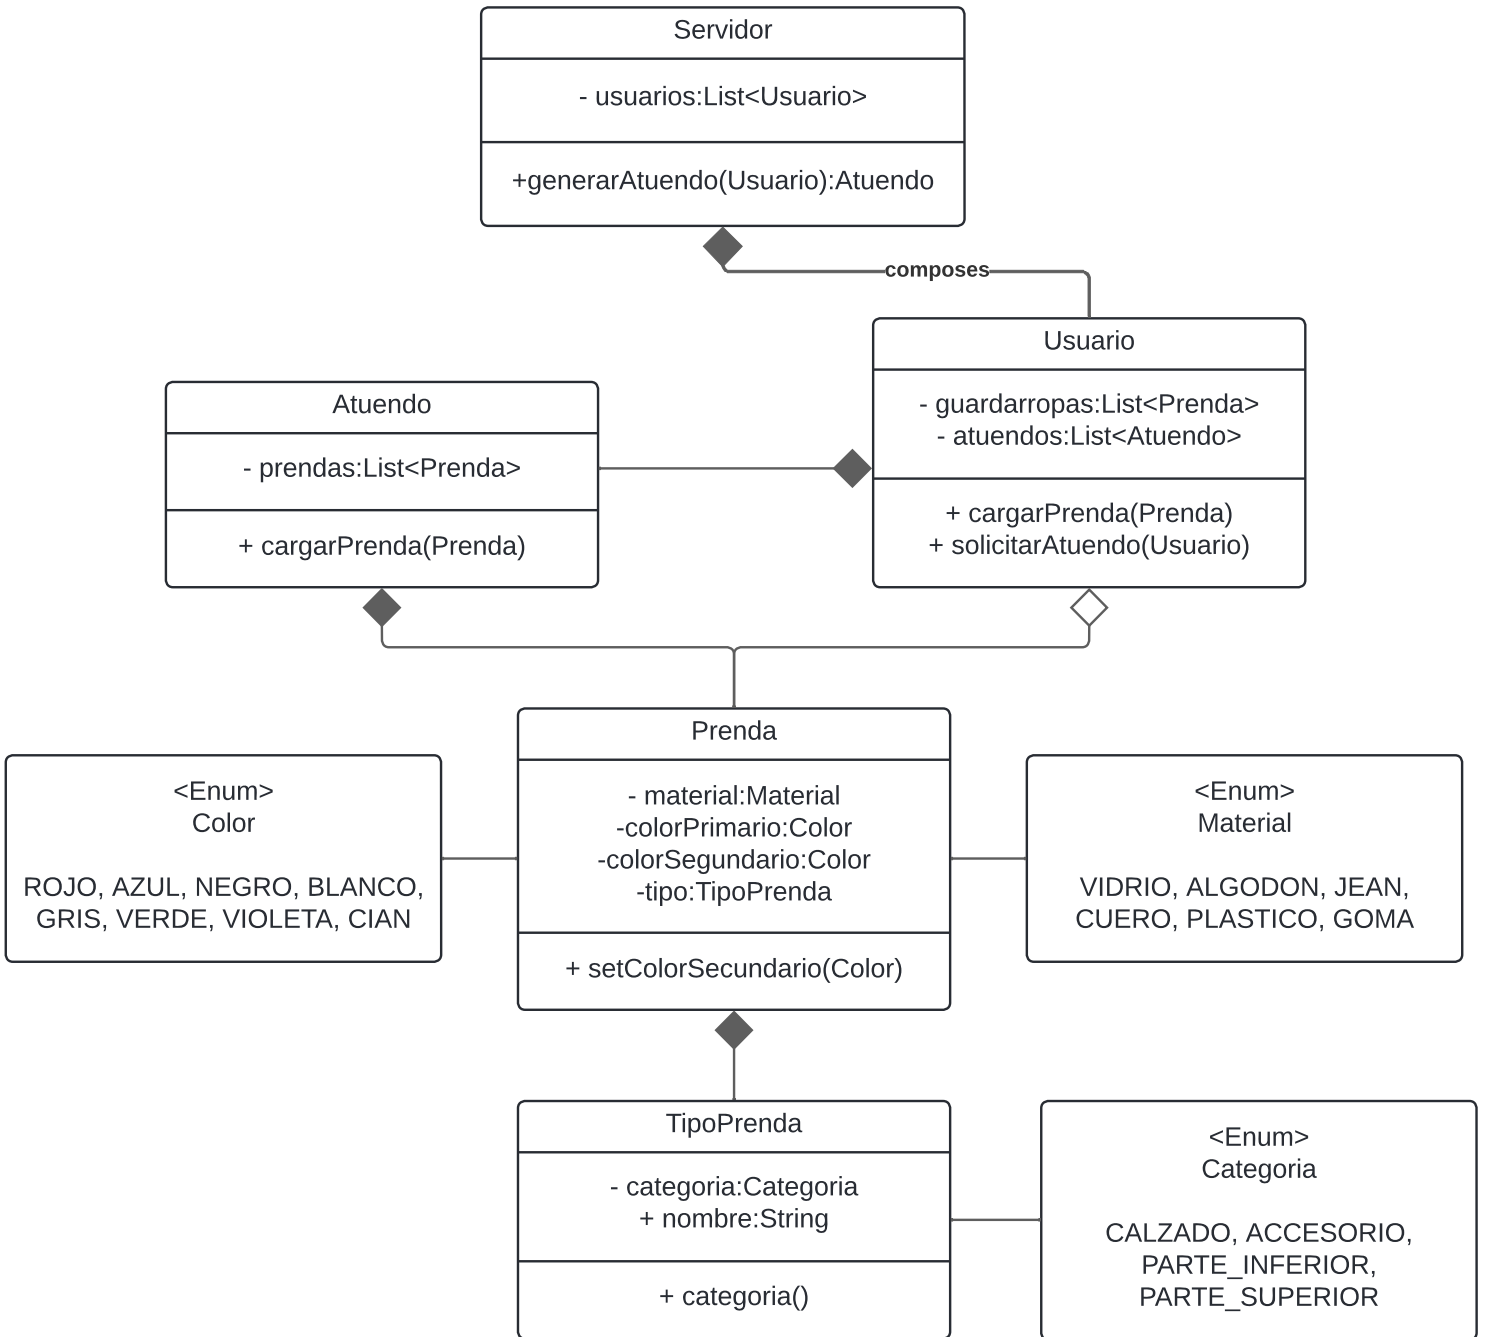 Servidor
- usuarios:List<Usuario>
+generarAtuendo(Usuario):Atuendo
composes
Usuario
- guardarropas:List<Prenda>
- atuendos:List<Atuendo>
+ cargarPrenda(Prenda)
+ solicitarAtuendo(Usuario)
Atuendo
- prendas:List<Prenda>
+ cargarPrenda(Prenda)
Prenda
- material:Material
-colorPrimario:Color
-colorSegundario:Color
-tipo:TipoPrenda
+ setColorSecundario(Color)
<Enum>
Color
ROJO, AZUL, NEGRO, BLANCO,
GRIS, VERDE, VIOLETA, CIAN
<Enum>
Material
VIDRIO, ALGODON, JEAN,
CUERO, PLASTICO, GOMA
TipoPrenda
- categoria:Categoria
+ nombre:String
+ categoria()
<Enum>
Categoria
CALZADO, ACCESORIO,
PARTE_INFERIOR,
PARTE_SUPERIOR